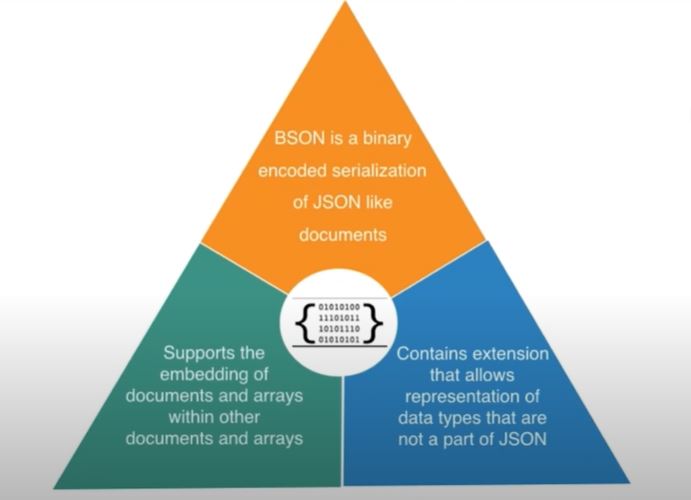 BSON is a binary
encoded serialization
of JSON like
documents
{ 01010100
11101011
10101110
01010101 }
Supports the
embedding of
documents and arrays
within other
documents and arrays
Contains extension
that allows
representation of
data types that are
not a part of JSON